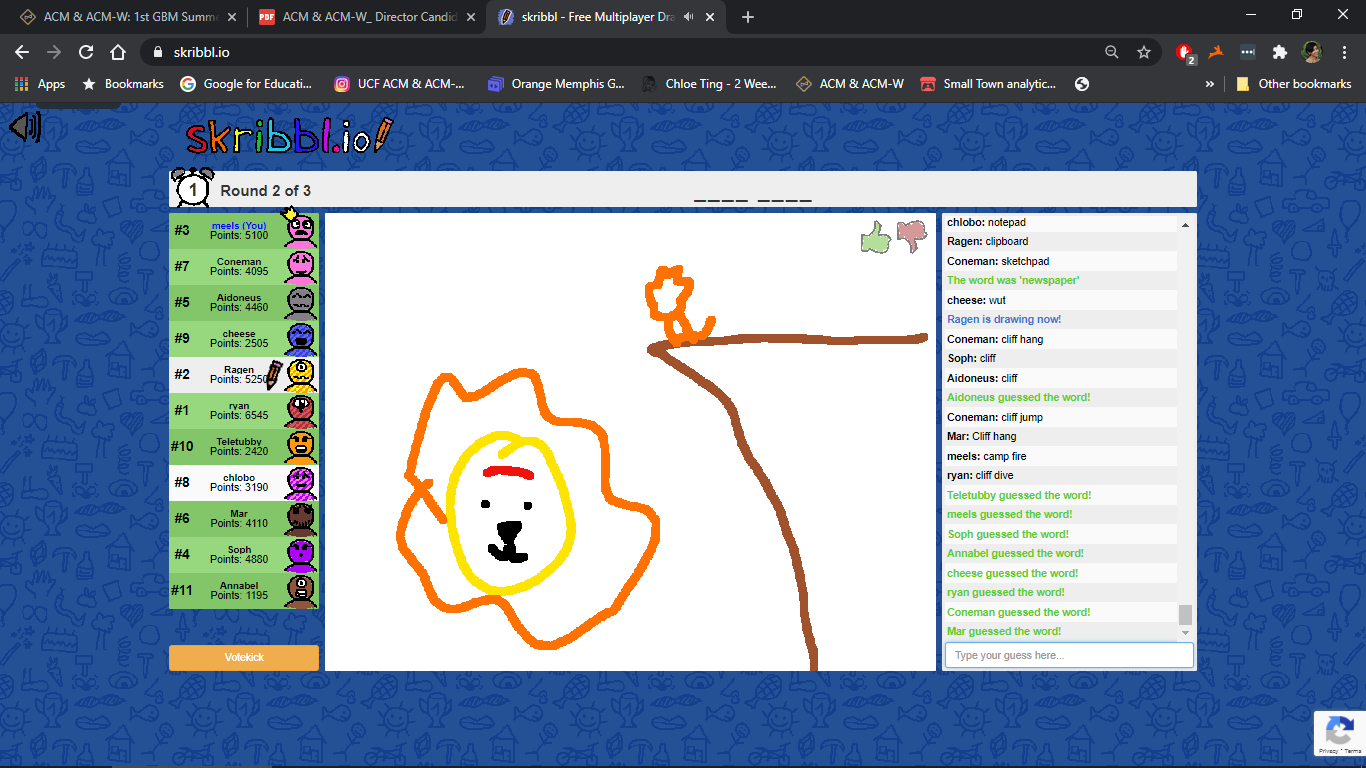 ACM & ACM-W: 1st GBM Summe
ACM & ACM-W_ Director Candid
skribbl - Free Multiplayer Dra
skribbl.io
2
Apps
Bookmarks
Google for Educati...
UCF ACM & ACM-...
Orange Memphis G...
Chloe Ting - 2 Wee...
ACM & ACM-W
Small Town analytic...
»
Other bookmarks
skribbl.io
1
Round 2 of 3
____ ____
#3
meels (You)
Points: 5100
#7
Coneman
Points: 4095
#5
Aidoneus
Points: 4460
#9
cheese
Points: 2505
#2
Ragen
Points: 5250
#1
ryan
Points: 6545
#10
Teletubby
Points: 2420
#8
chlobo
Points: 3190
#6
Mar
Points: 4110
#4
Soph
Points: 4880
#11
Annabel
Points: 1195
Votekick
chlobo: notepad
Ragen: clipboard
Coneman: sketchpad
The word was 'newspaper'
cheese: wut
Ragen is drawing now!
Coneman: cliff hang
Soph: cliff
Aidoneus: cliff
Aidoneus guessed the word!
Coneman: cliff jump
Mar: Cliff hang
meels: camp fire
ryan: cliff dive
Teletubby guessed the word!
meels guessed the word!
Soph guessed the word!
Annabel guessed the word!
cheese guessed the word!
ryan guessed the word!
Coneman guessed the word!
Mar guessed the word!
Type your guess here...
Privacy - Terms